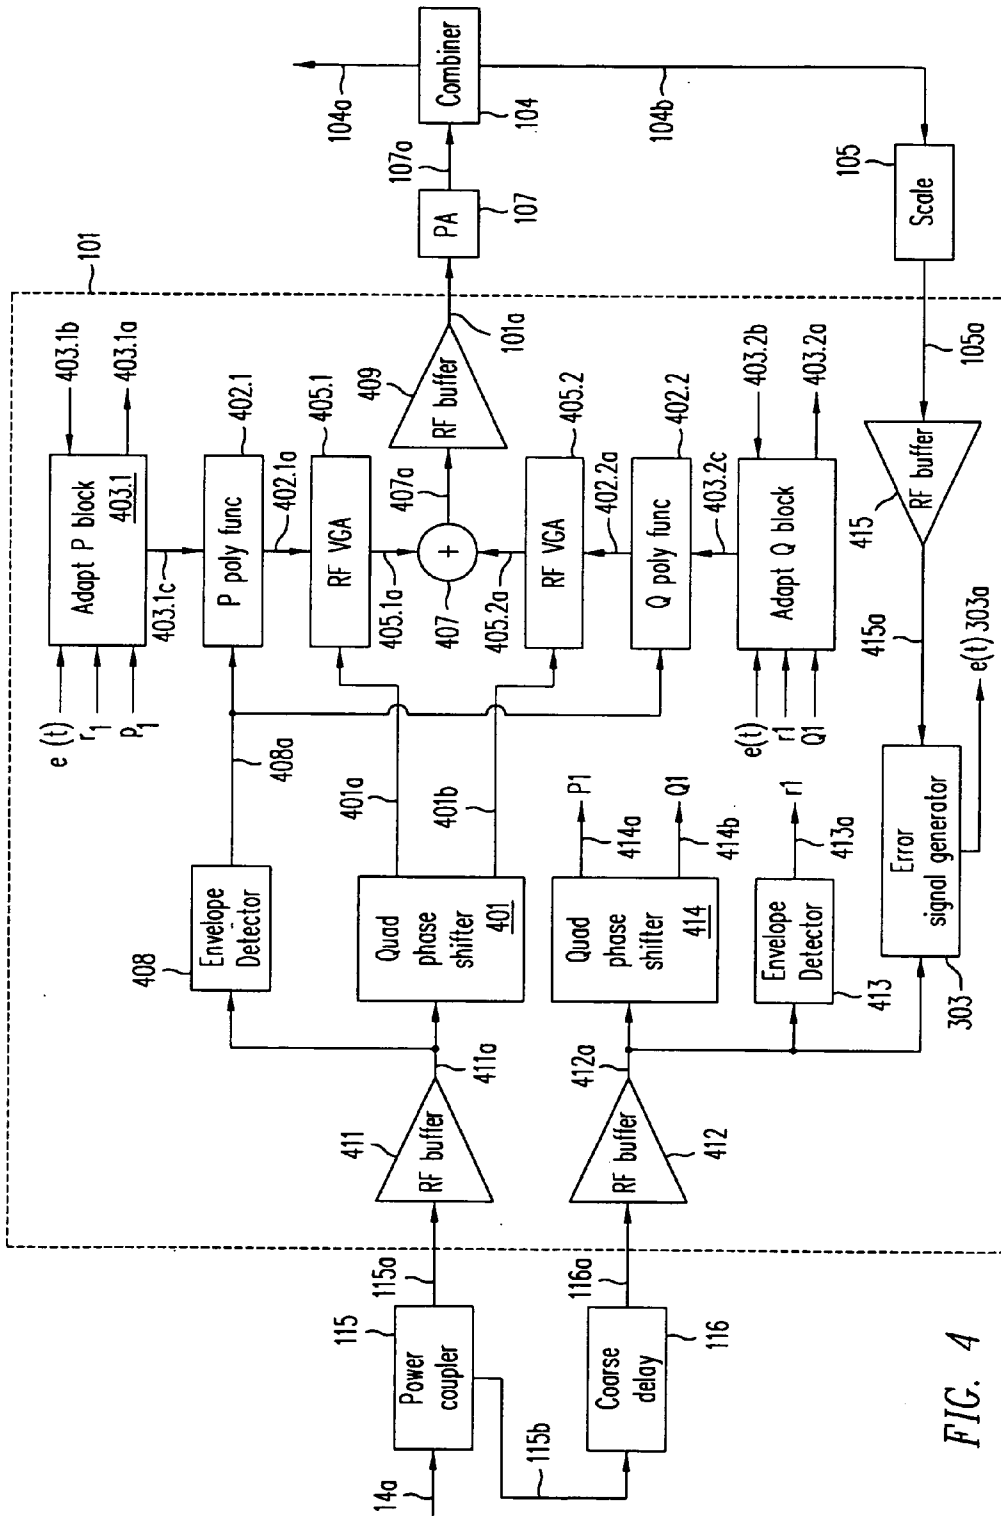 101
Adapt P block
403.1
403.1b
403.1a
e(t)
r1
p1
403.1c
P poly func
402.1
402.1a
RF VGA
405.1
405.1a
+
407
407a
RF buffer
409
101a
PA
107
107a
Combiner
104
104a
104b
Scale
105
105a
405.2a
RF VGA
405.2
402.2a
Q poly func
402.2
403.2c
Adapt Q block
403.2b
403.2a
e(t)
r1
Q1
408a
Envelope
Detector
408
401a
401b
Quad
phase
shifter
401
411a
RF buffer
411
115a
Power
coupler
115
14a
115b
Coarse
delay
116
116a
RF buffer
412
412a
Quad
phase
shifter
414
P1
414a
Q1
414b
Envelope
Detector
413
r1
413a
Error
signal generator
303
e(t) 303a
415a
RF buffer
415
FIG. 4